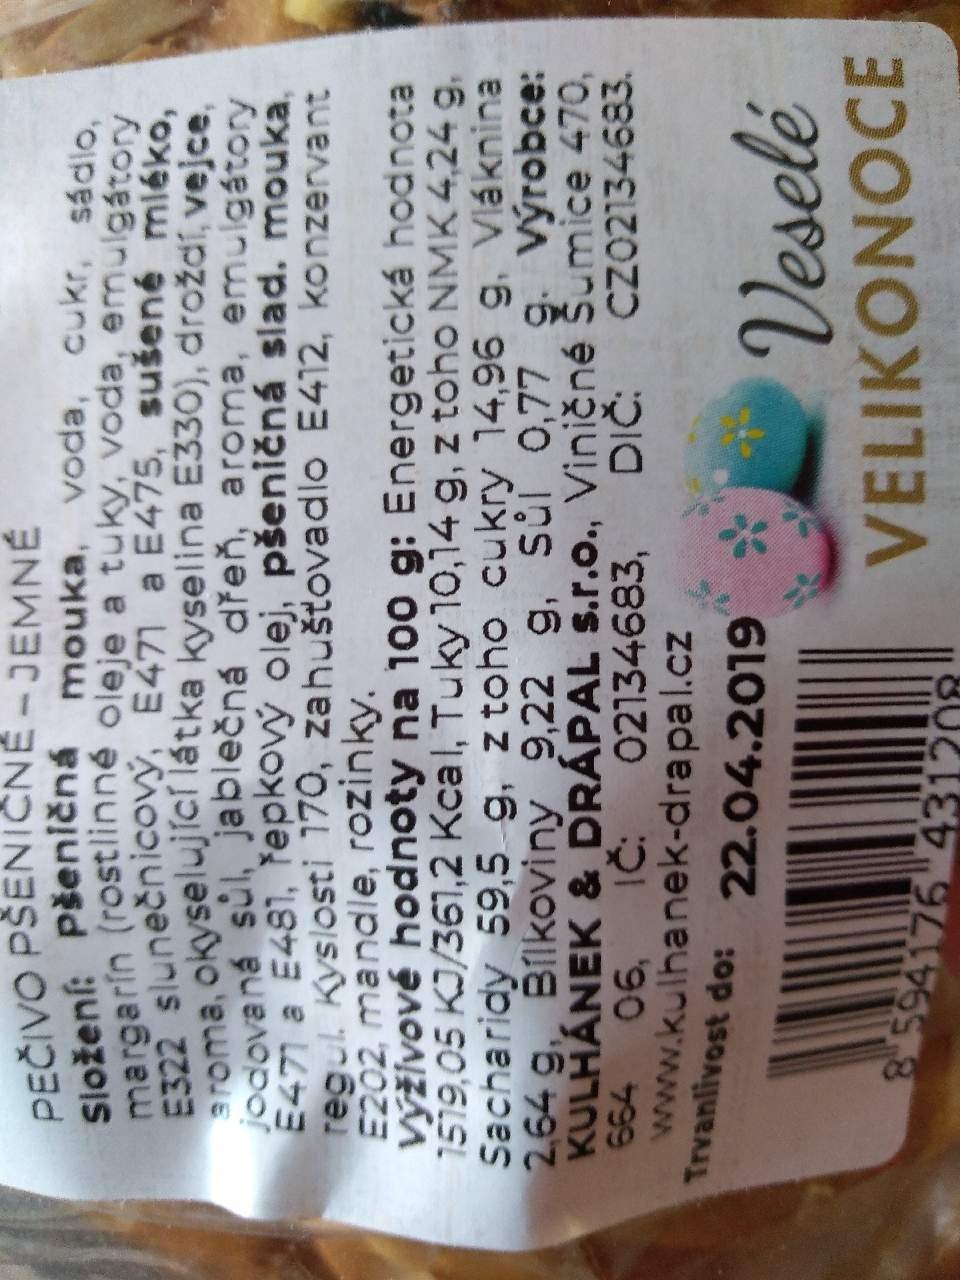 PEČIVO PŠENIČNÉ – JEMNÉ
Složení: pšeničná mouka, voda, cukr, sádlo,
margarín (rostlinné oleje a tuky, voda, emulgátory
E322 slunečnicový, E471 a E475, sušené mléko,
aroma, okyselující látka kyselina E330), droždí, vejce,
jodovaná sůl, jablečná dřeň, aroma, emulgátory
E471 a E481, řepkový olej, pšeničná slad. mouka,
regul. kyslosti 170, zahušťovadlo E412, konzervant
E202, mandle, rozinky.
Výživové hodnoty na 100 g: Energetická hodnota
1519,05 KJ/361,2 Kcal, Tuky 10,14 g, z toho NMK 4,24 g,
Sacharidy 59,5 g, z toho cukry 14,96 g, Vláknina
2,64 g, Bílkoviny 9,22 g, Sůl 0,77 g. Výrobce:
KULHÁNEK & DRÁPAL s.r.o., Viničné Šumice 470,
664 06, IČ: 02134683, DIČ: CZ02134683.
www.kulhanek-drapal.cz
Trvanlivost do: 22.04.2019
Veselé
VELIKONOCE
8 594176 431208